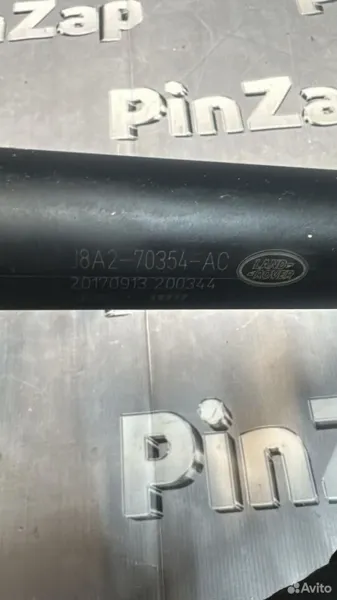 PinZap
PinZap
J8A2-70354-AC
LAND-
ROVER
20170913 200344
PinZ
Avito